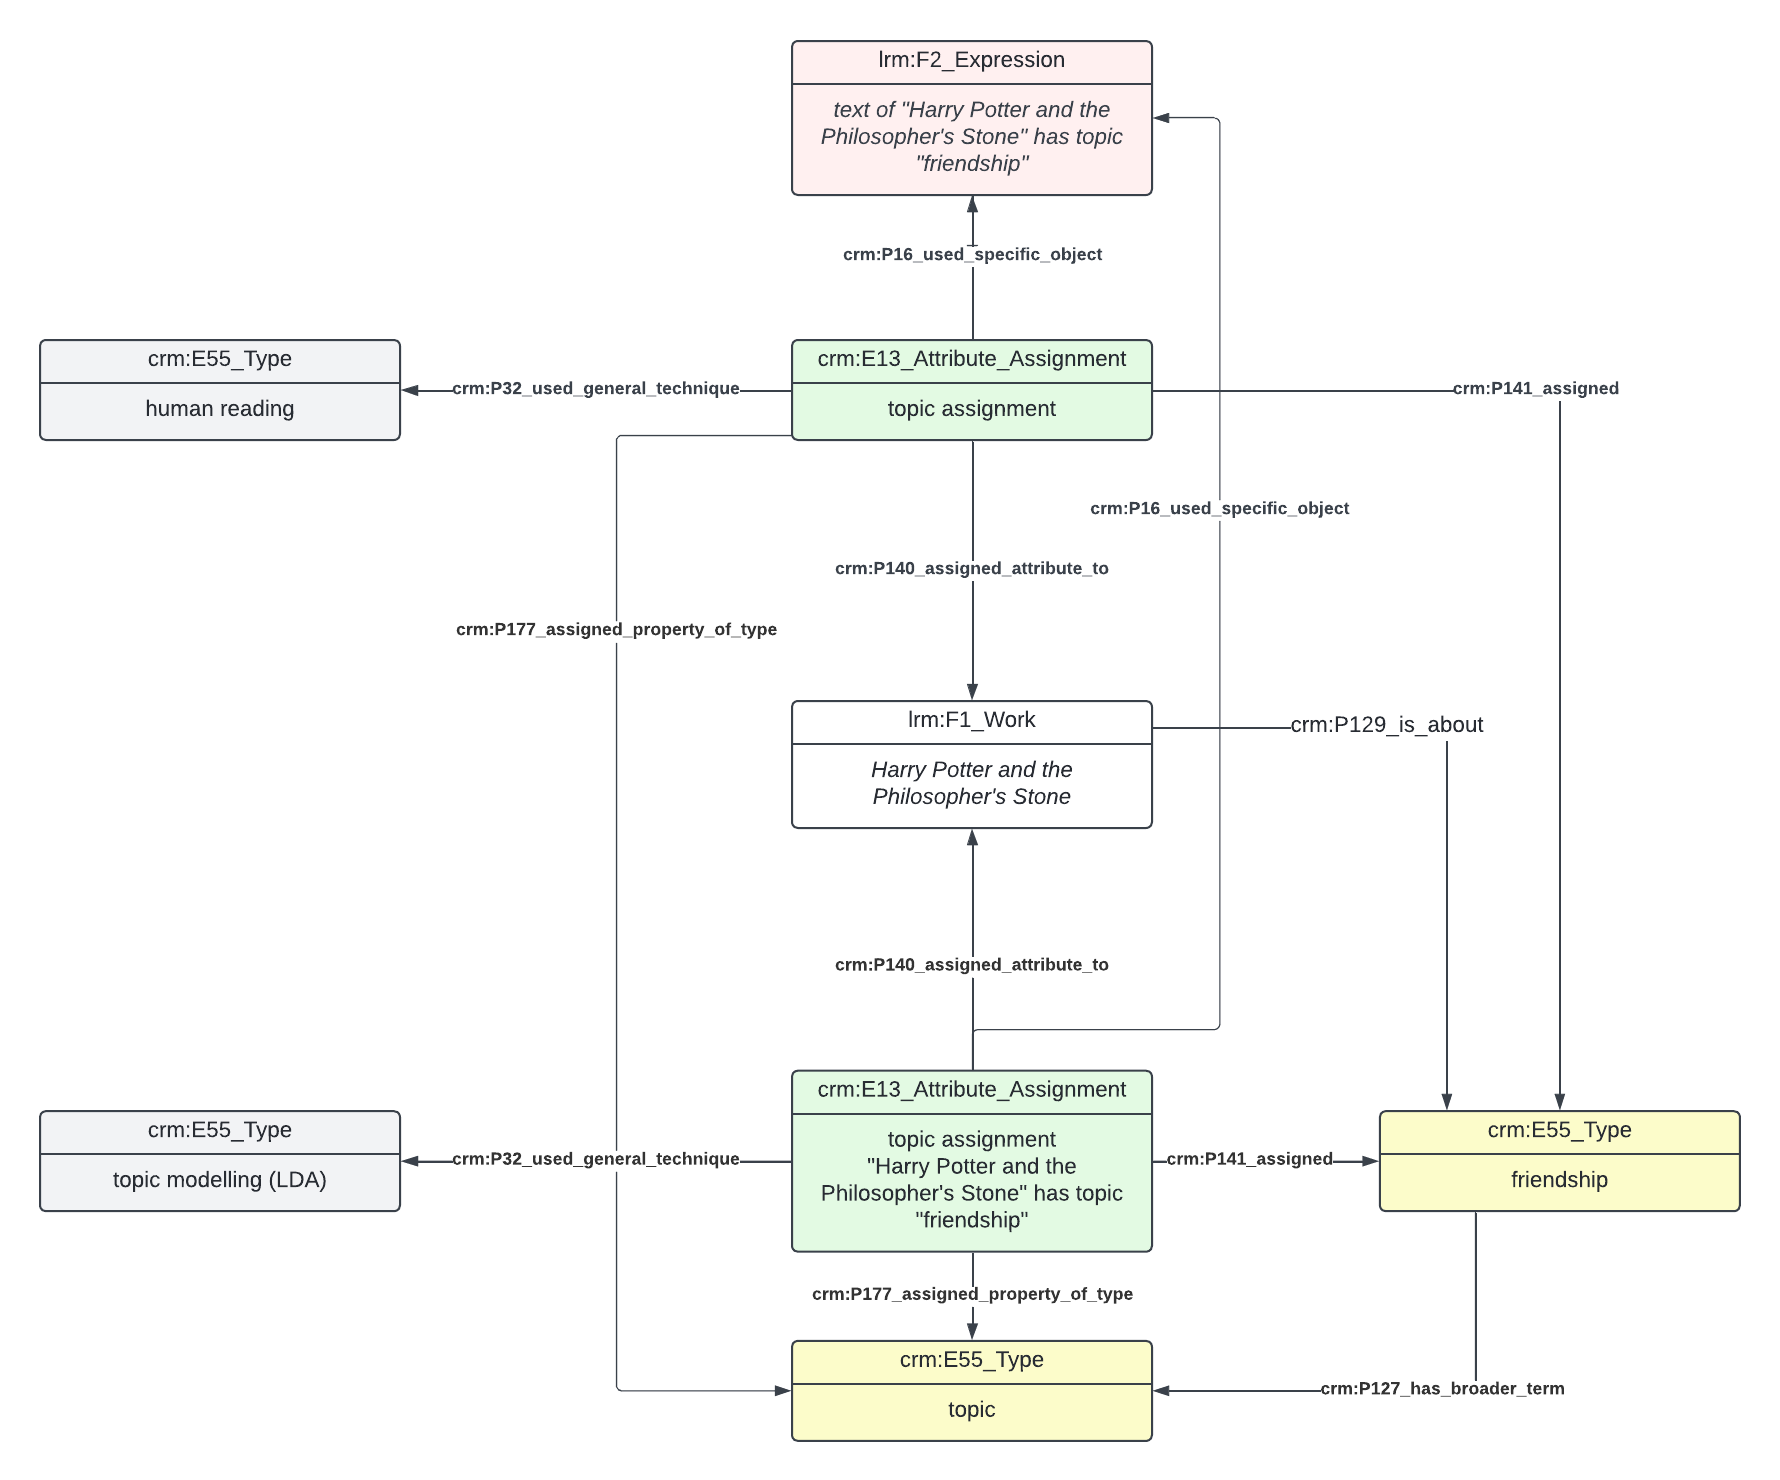 lrm:F2_Expression
text of "Harry Potter and the
Philosopher's Stone" has topic
"friendship"
crm:P16_used_specific_object
crm:E55_Type
human reading
crm:P32_used_general_technique
crm:E13_Attribute_Assignment
topic assignment
crm:P141_assigned
crm:P16_used_specific_object
crm:P140_assigned_attribute_to
crm:P177_assigned_property_of_type
lrm:F1_Work
Harry Potter and the
Philosopher's Stone
crm:P129_is_about
crm:P140_assigned_attribute_to
crm:E13_Attribute_Assignment
topic assignment
"Harry Potter and the
Philosopher's Stone" has topic
"friendship"
crm:E55_Type
topic modelling (LDA)
crm:P32_used_general_technique
crm:P141_assigned
crm:E55_Type
friendship
crm:P177_assigned_property_of_type
crm:E55_Type
topic
crm:P127_has_broader_term